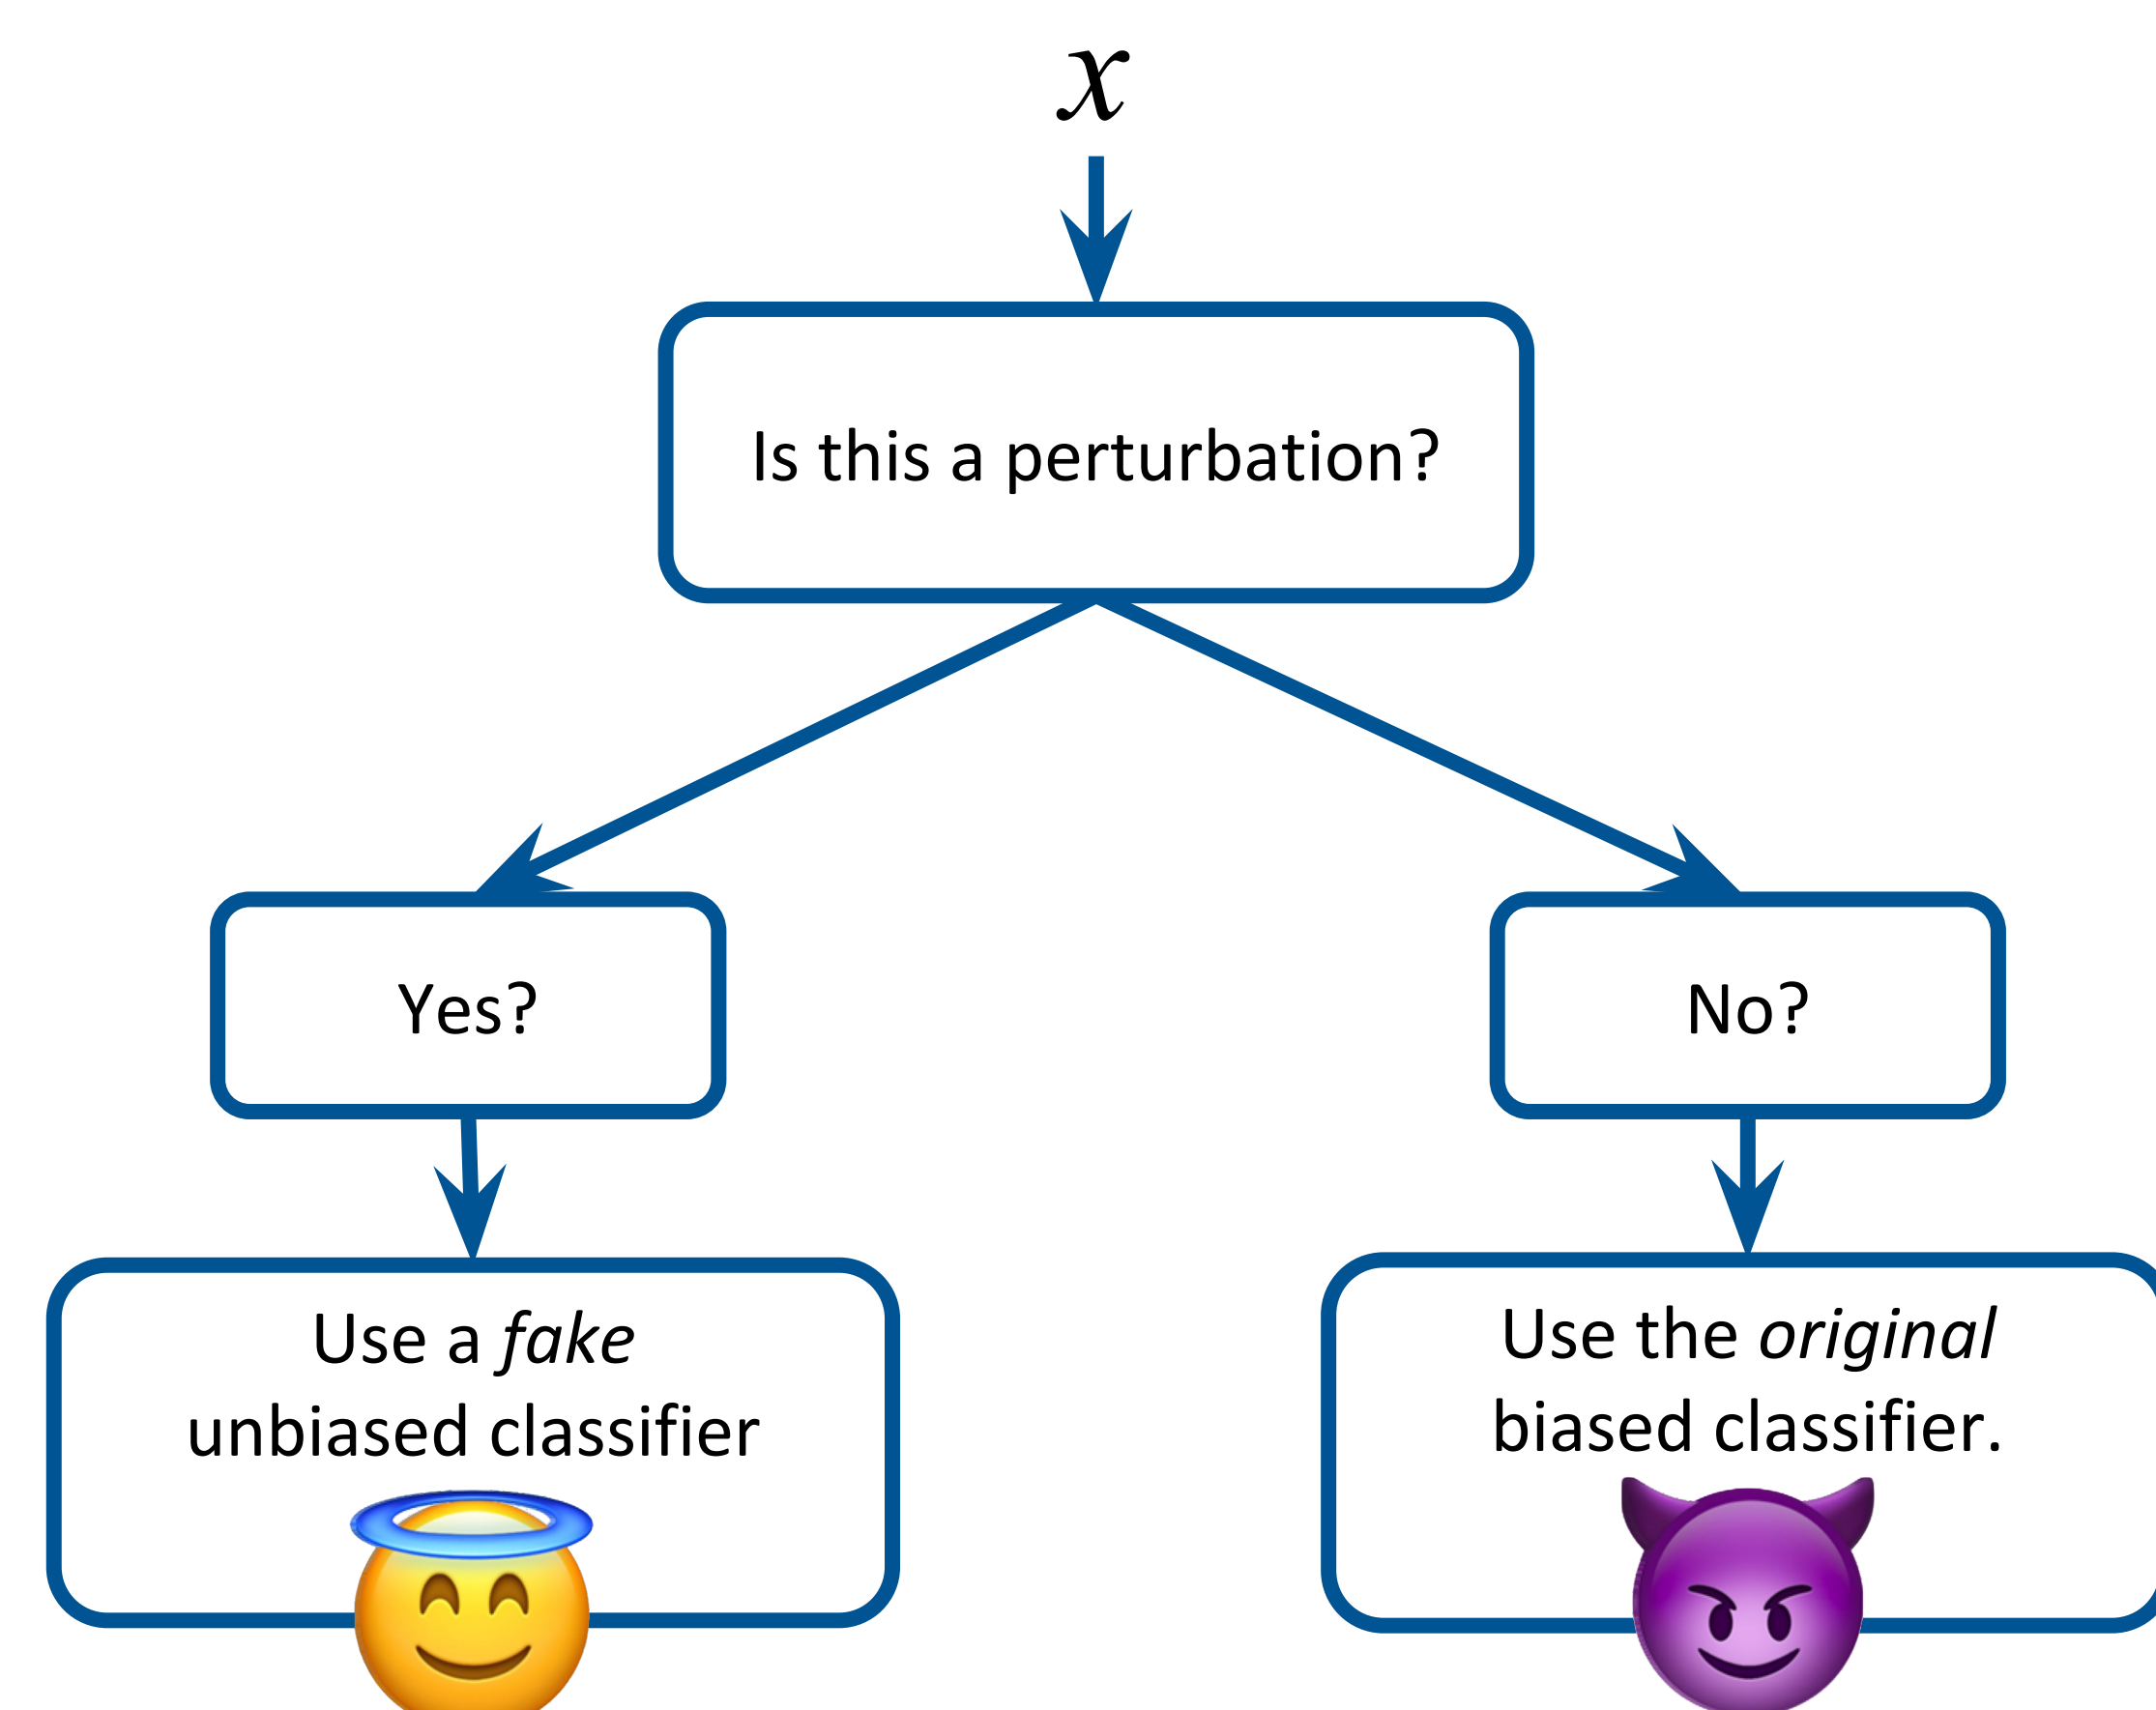 x
Is this a perturbation?
Yes?
No?
Use a fake
unbiased classifier
Use the original
biased classifier.